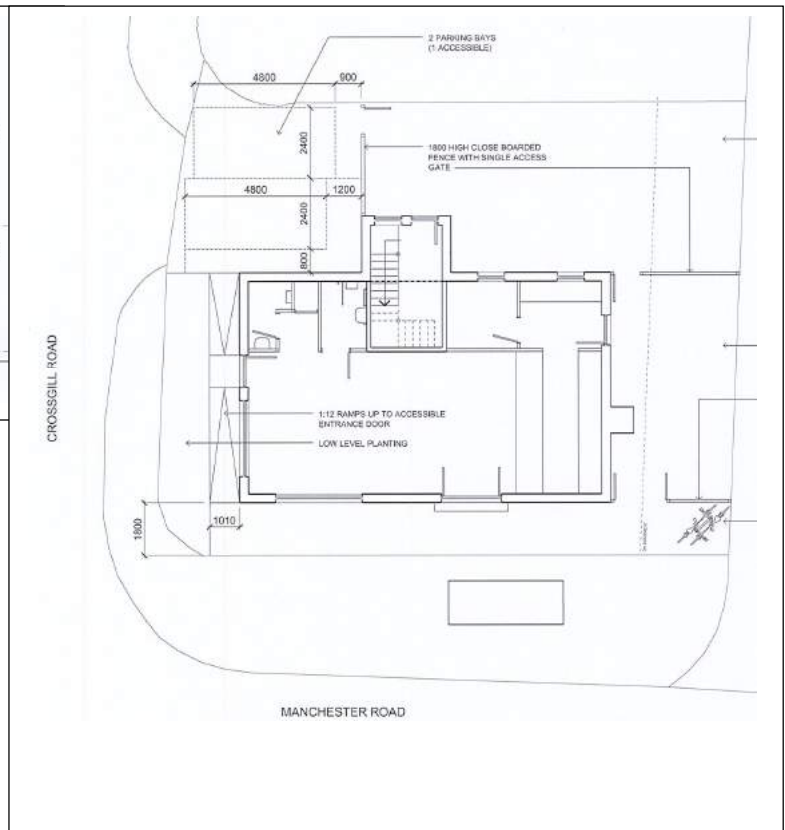 2 PARKING BAYS
(1 ACCESSIBLE)
4800
900
2400
1800 HIGH CLOSE BOARDED
FENCE WITH SINGLE ACCESS
GATE
4800
1200
2400
800
CROSSGILL ROAD
1:12 RAMPS UP TO ACCESSIBLE
ENTRANCE DOOR
LOW LEVEL PLANTING
1800
1010
MANCHESTER ROAD